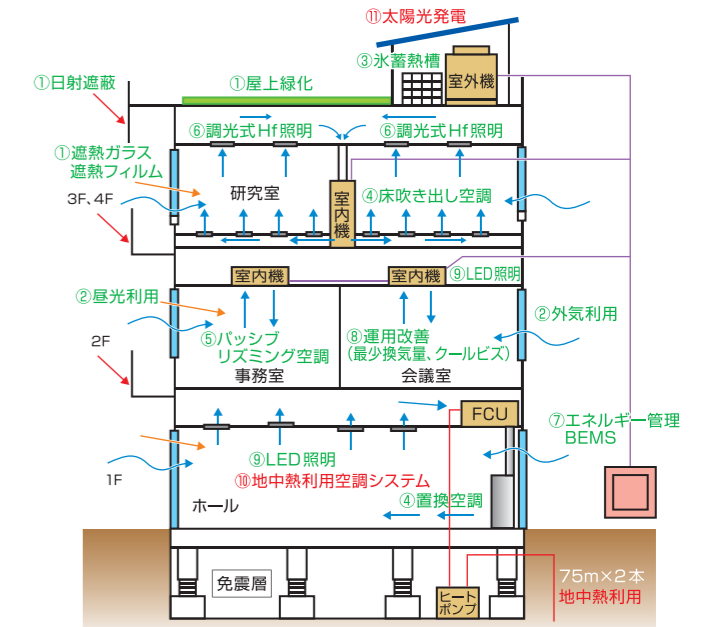 ⑪太陽光発電
③氷蓄熱槽
室外機
①日射遮蔽
①屋上緑化
⑥調光式Hf照明
⑥調光式Hf照明
①遮熱ガラス
遮熱フィルム
3F、4F
研究室
室内機
④床吹き出し空調
室内機
室内機
⑨LED照明
②昼光利用
②外気利用
2F
⑤パッシブ
リズミング空調
事務室
⑧運用改善
(最少換気量、クールビズ)
会議室
FCU
⑦エネルギー管理
BEMS
⑨LED照明
⑩地中熱利用空調システム
1F
ホール
④置換空調
免震層
ヒート
ポンプ
75m×2本
地中熱利用